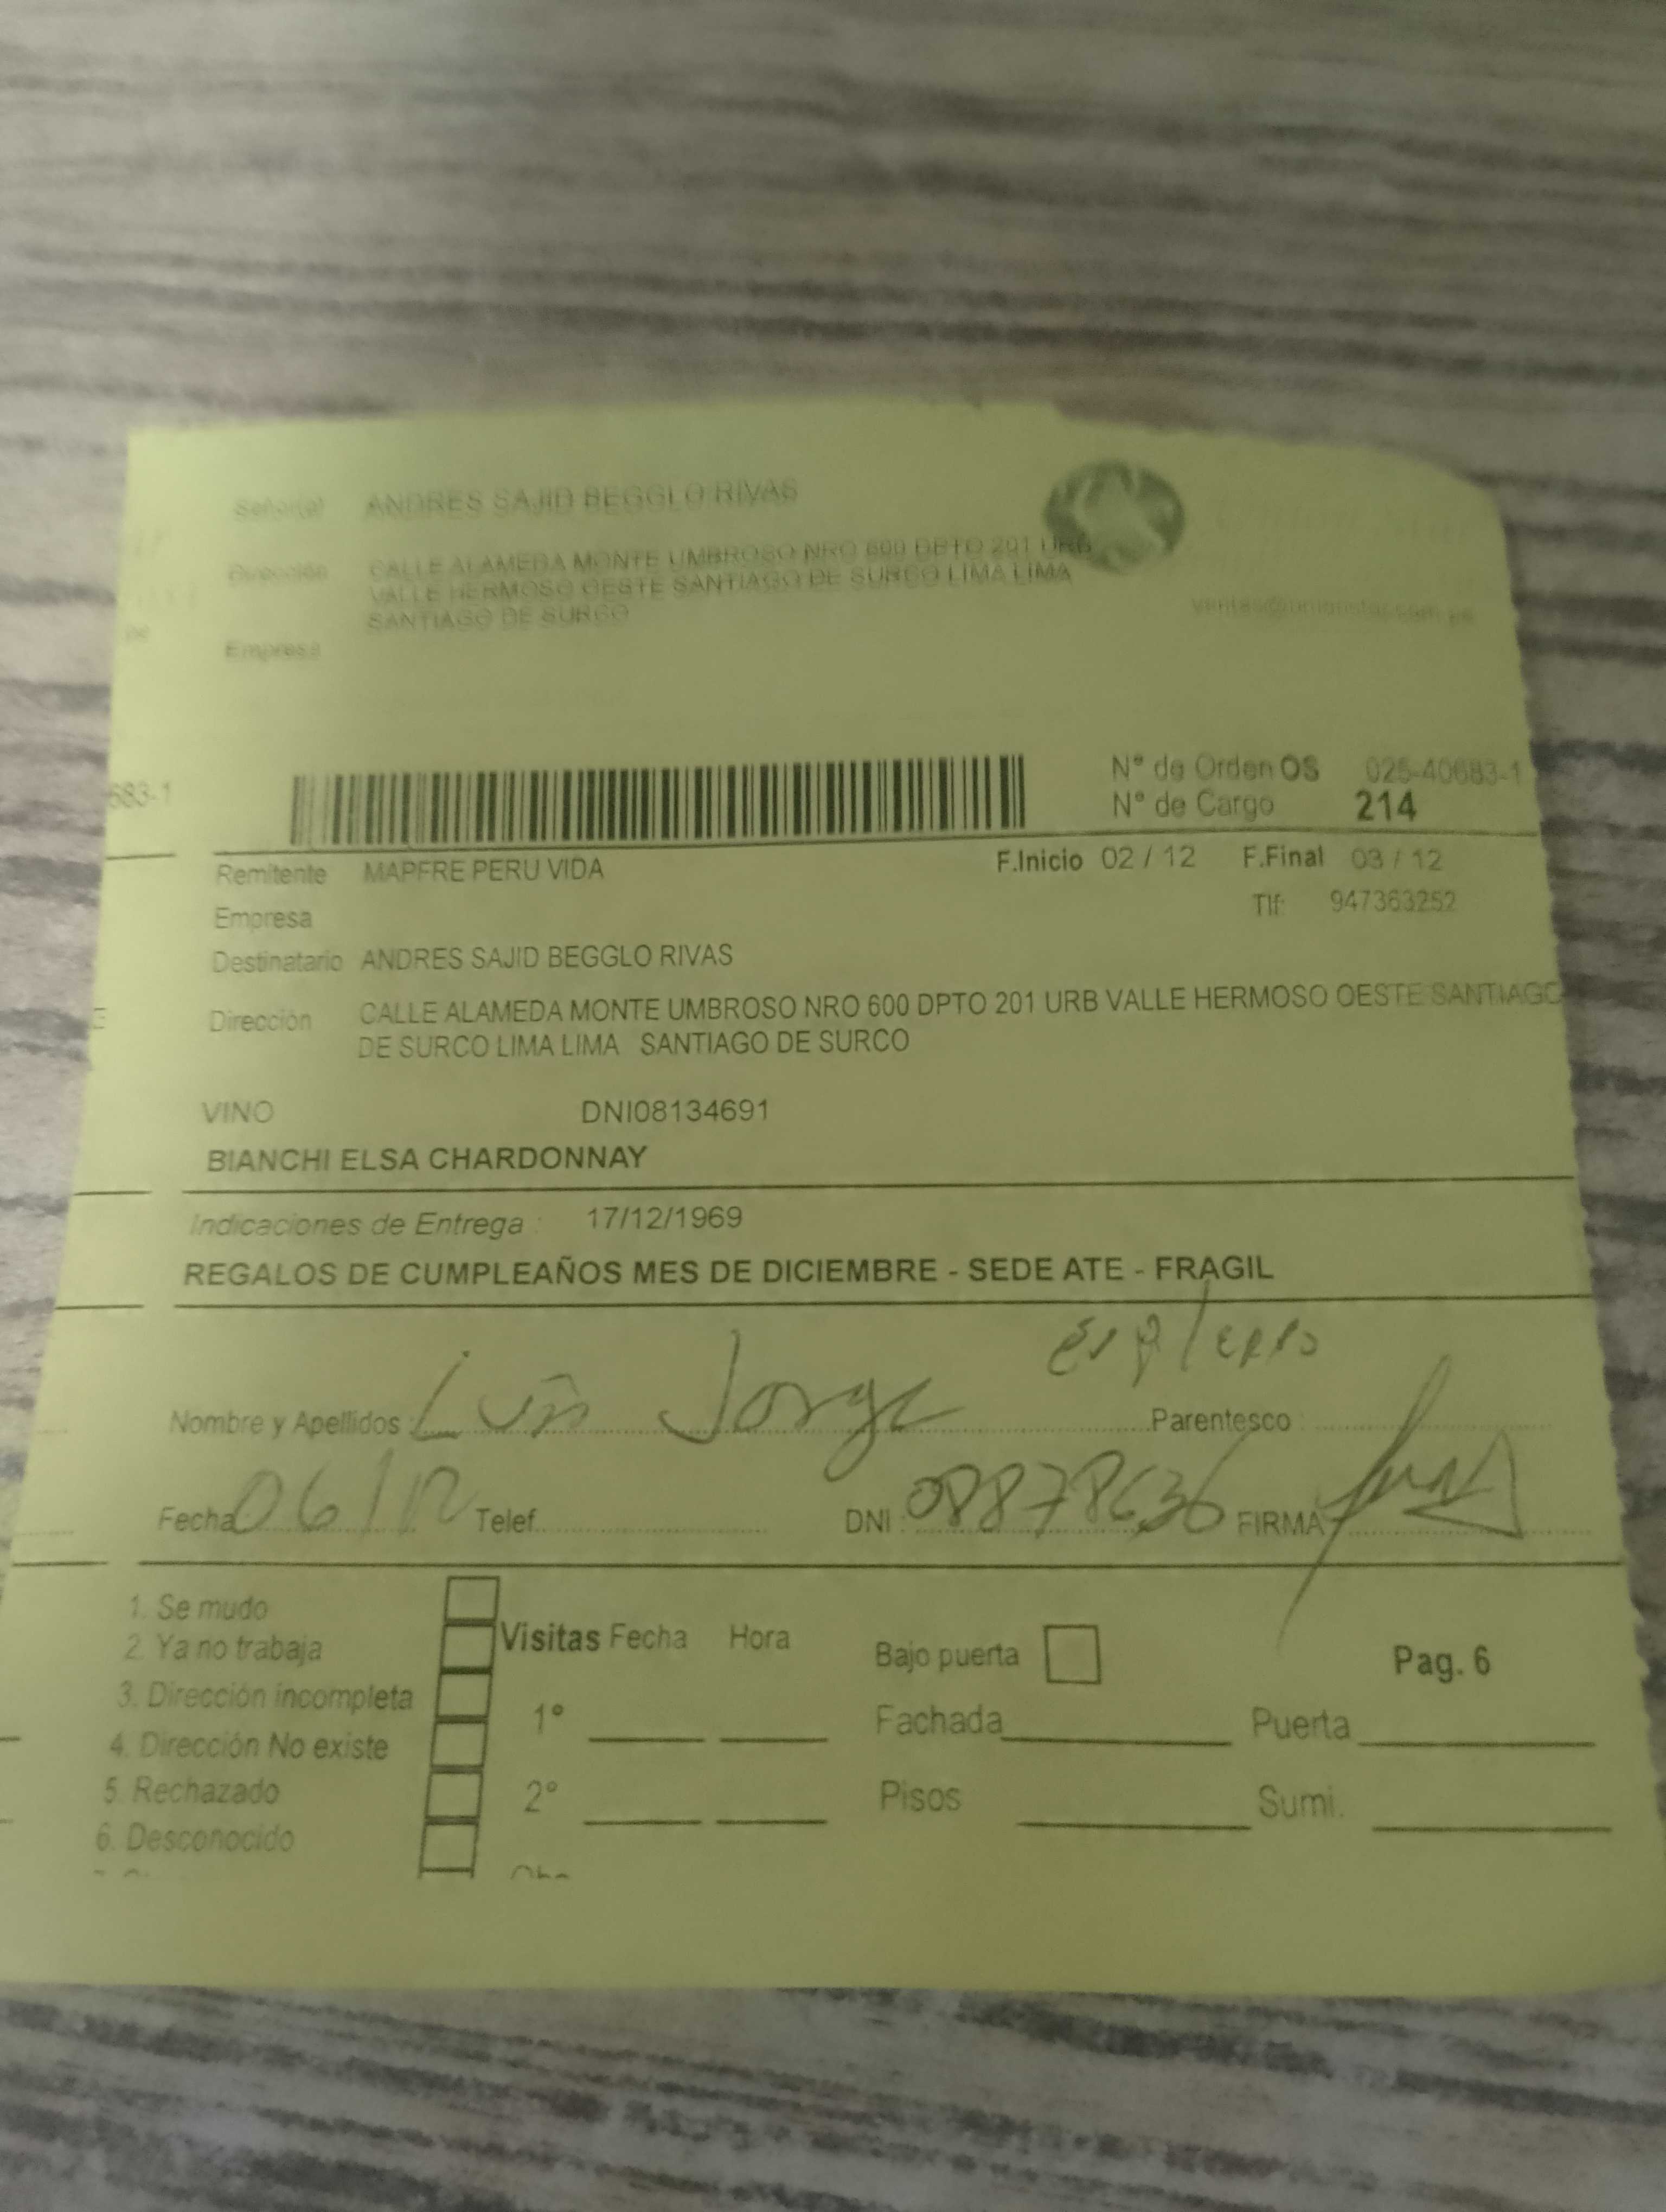 Señor(a) ANDRES SAJID BEGGLO RIVAS
Dirección CALLE ALAMEDA MONTE UMBROSO NRO 600 DPTO 201 URB
VALLE HERMOSO OESTE SANTIAGO DE SURCO LIMA LIMA
SANTIAGO DE SURCO
ventas@unionstar.com.pe
Empresa
683-1
N° de Orden OS 025-40683-1
N° de Cargo 214
Remitente MAPFRE PERU VIDA F.Inicio 02 / 12 F.Final 03 / 12
Empresa Tlf: 947363252
Destinatario ANDRES SAJID BEGGLO RIVAS
Dirección CALLE ALAMEDA MONTE UMBROSO NRO 600 DPTO 201 URB VALLE HERMOSO OESTE SANTIAGO
DE SURCO LIMA LIMA SANTIAGO DE SURCO
VINO DNI08134691
BIANCHI ELSA CHARDONNAY
Indicaciones de Entrega : 17/12/1969
REGALOS DE CUMPLEAÑOS MES DE DICIEMBRE - SEDE ATE - FRAGIL
Nombre y Apellidos : Luis Jorge Parentesco :
Fecha 06/12 Telef. DNI : 08878636 FIRMA
1. Se mudo
2. Ya no trabaja
3. Dirección incompleta
4. Dirección No existe
5. Rechazado
6. Desconocido
Visitas Fecha Hora
1°
2°
Bajo puerta Pag. 6
Fachada Puerta
Pisos Sumi.